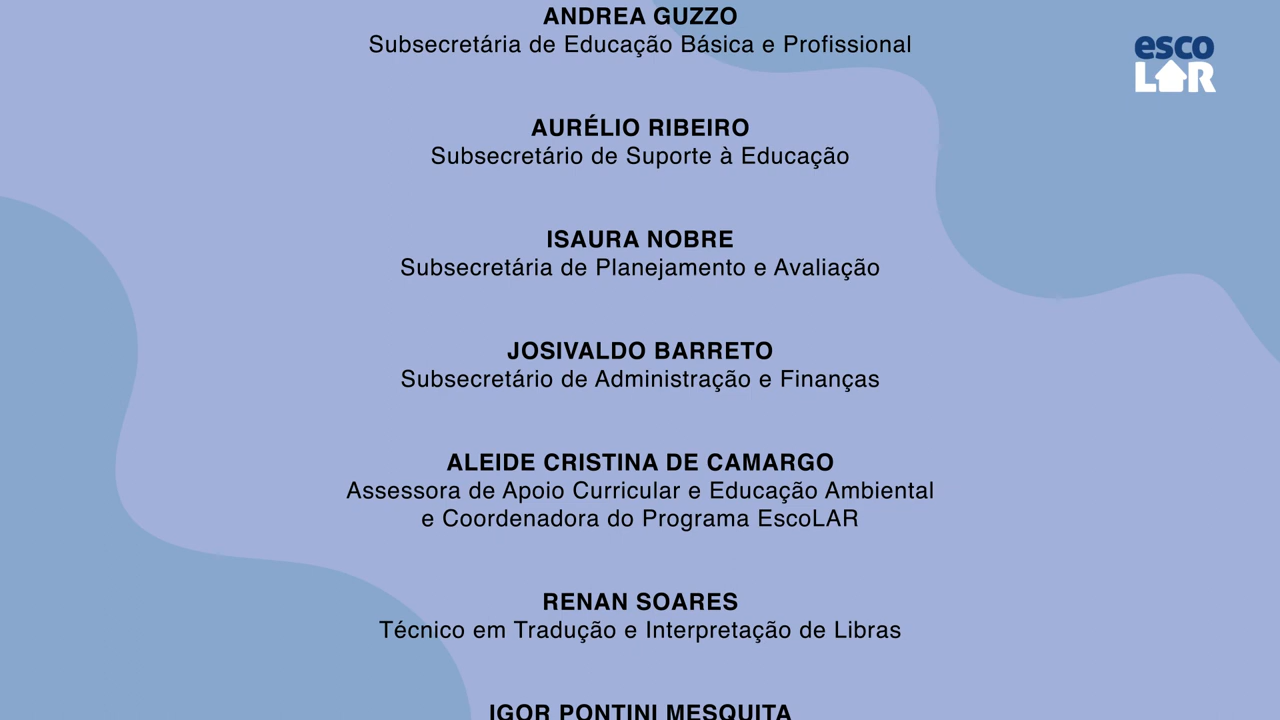 ANDREA GUZZO
Subsecretária de Educação Básica e Profissional
esco
LAR
AURÉLIO RIBEIRO
Subsecretário de Suporte à Educação
ISAURA NOBRE
Subsecretária de Planejamento e Avaliação
JOSIVALDO BARRETO
Subsecretário de Administração e Finanças
ALEIDE CRISTINA DE CAMARGO
Assessora de Apoio Curricular e Educação Ambiental
e Coordenadora do Programa EscoLAR
RENAN SOARES
Técnico em Tradução e Interpretação de Libras
IGOR PONTINI MESQUITA